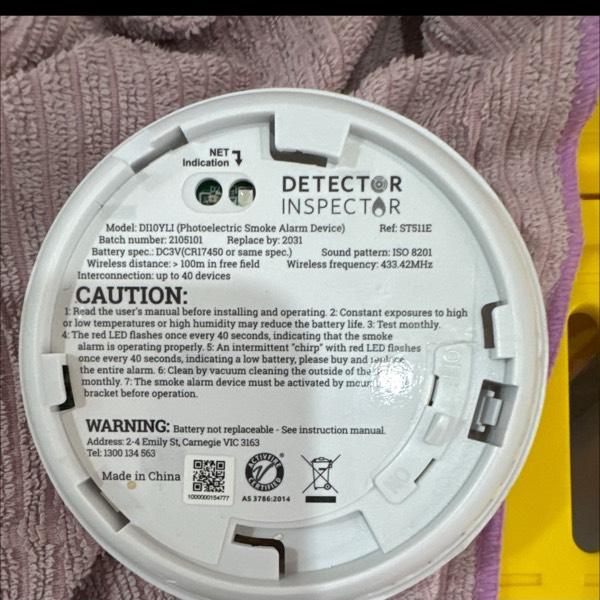 NET
Indication
DETECTOR
INSPECTOR
Model: DI10YLI (Photoelectric Smoke Alarm Device) Ref: ST511E
Batch number: 2105101 Replace by: 2031
Battery spec.: DC3V(CR17450 or same spec.) Sound pattern: ISO 8201
Wireless distance: > 100m in free field Wireless frequency: 433.42MHz
Interconnection: up to 40 devices
CAUTION:
1: Read the user's manual before installing and operating. 2: Constant exposures to high
or low temperatures or high humidity may reduce the battery life. 3: Test monthly.
4: The red LED flashes once every 40 seconds, indicating that the smoke
alarm is operating properly. 5: An intermittent "chirp" with red LED flashes
once every 40 seconds, indicating a low battery, please buy and replace
the entire alarm. 6: Clean by vacuum cleaning the outside of the
monthly. 7: The smoke alarm device must be activated by
bracket before operation.
WARNING: Battery not replaceable - See instruction manual.
Address: 2-4 Emily St, Carnegie VIC 3163
Tel: 1300 134 563
Made in China
1000000154777
ACTIVFIRE
CERTIFIED
AS 3786:2014